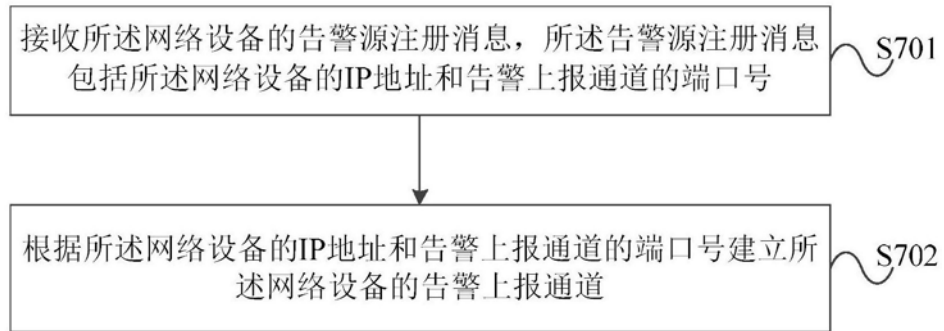 接收所述网络设备的告警源注册消息，所述告警源注册消息
包括所述网络设备的IP地址和告警上报通道的端口号
S701
根据所述网络设备的IP地址和告警上报通道的端口号建立所
述网络设备的告警上报通道
S702